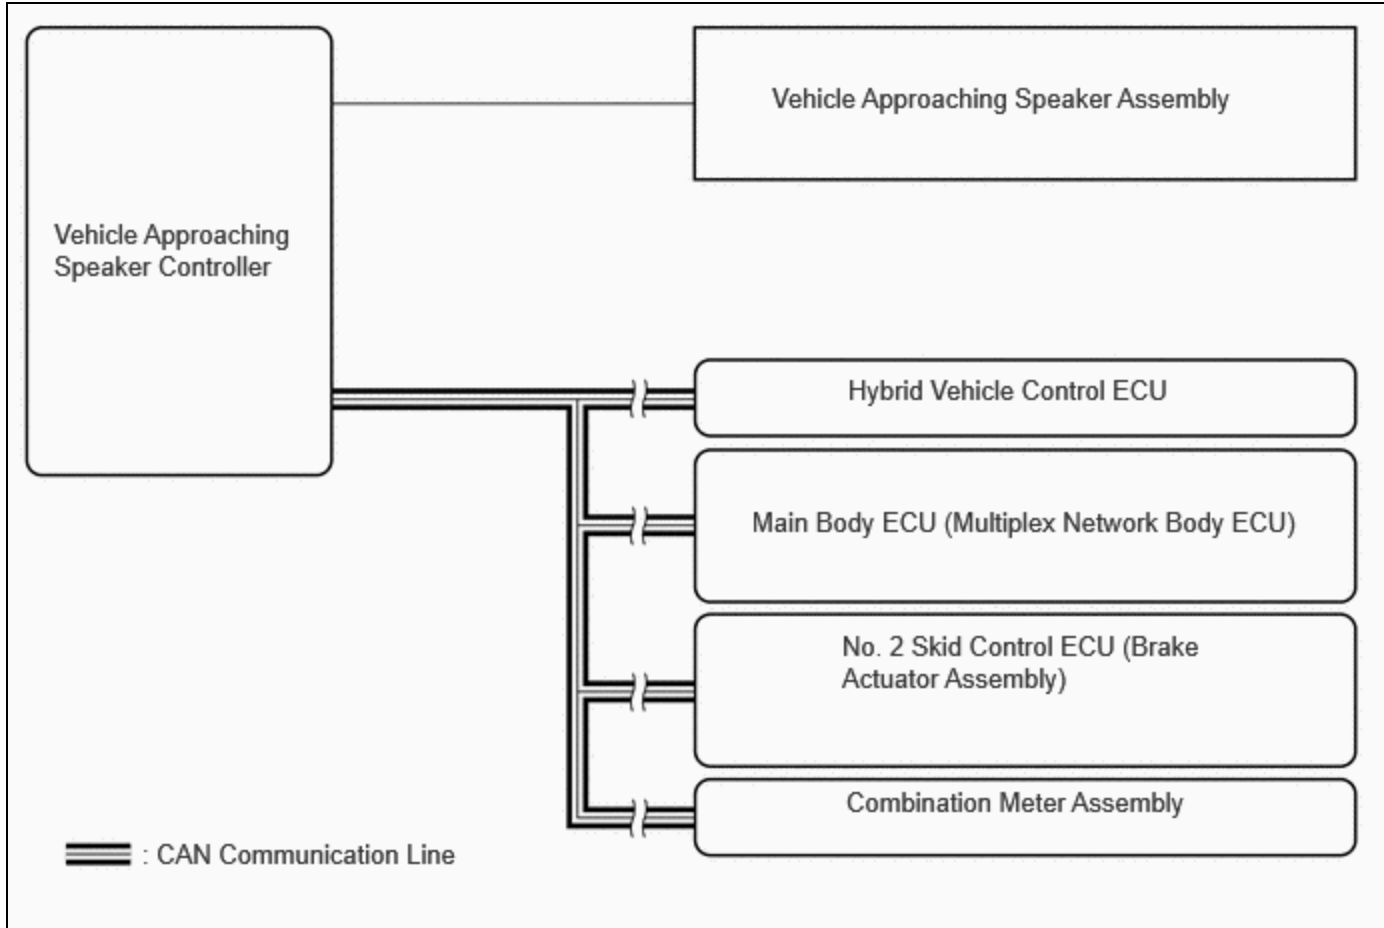 Vehicle Approaching Speaker Assembly
Vehicle Approaching
Speaker Controller
Hybrid Vehicle Control ECU
Main Body ECU (Multiplex Network Body ECU)
No. 2 Skid Control ECU (Brake
Actuator Assembly)
Combination Meter Assembly
: CAN Communication Line